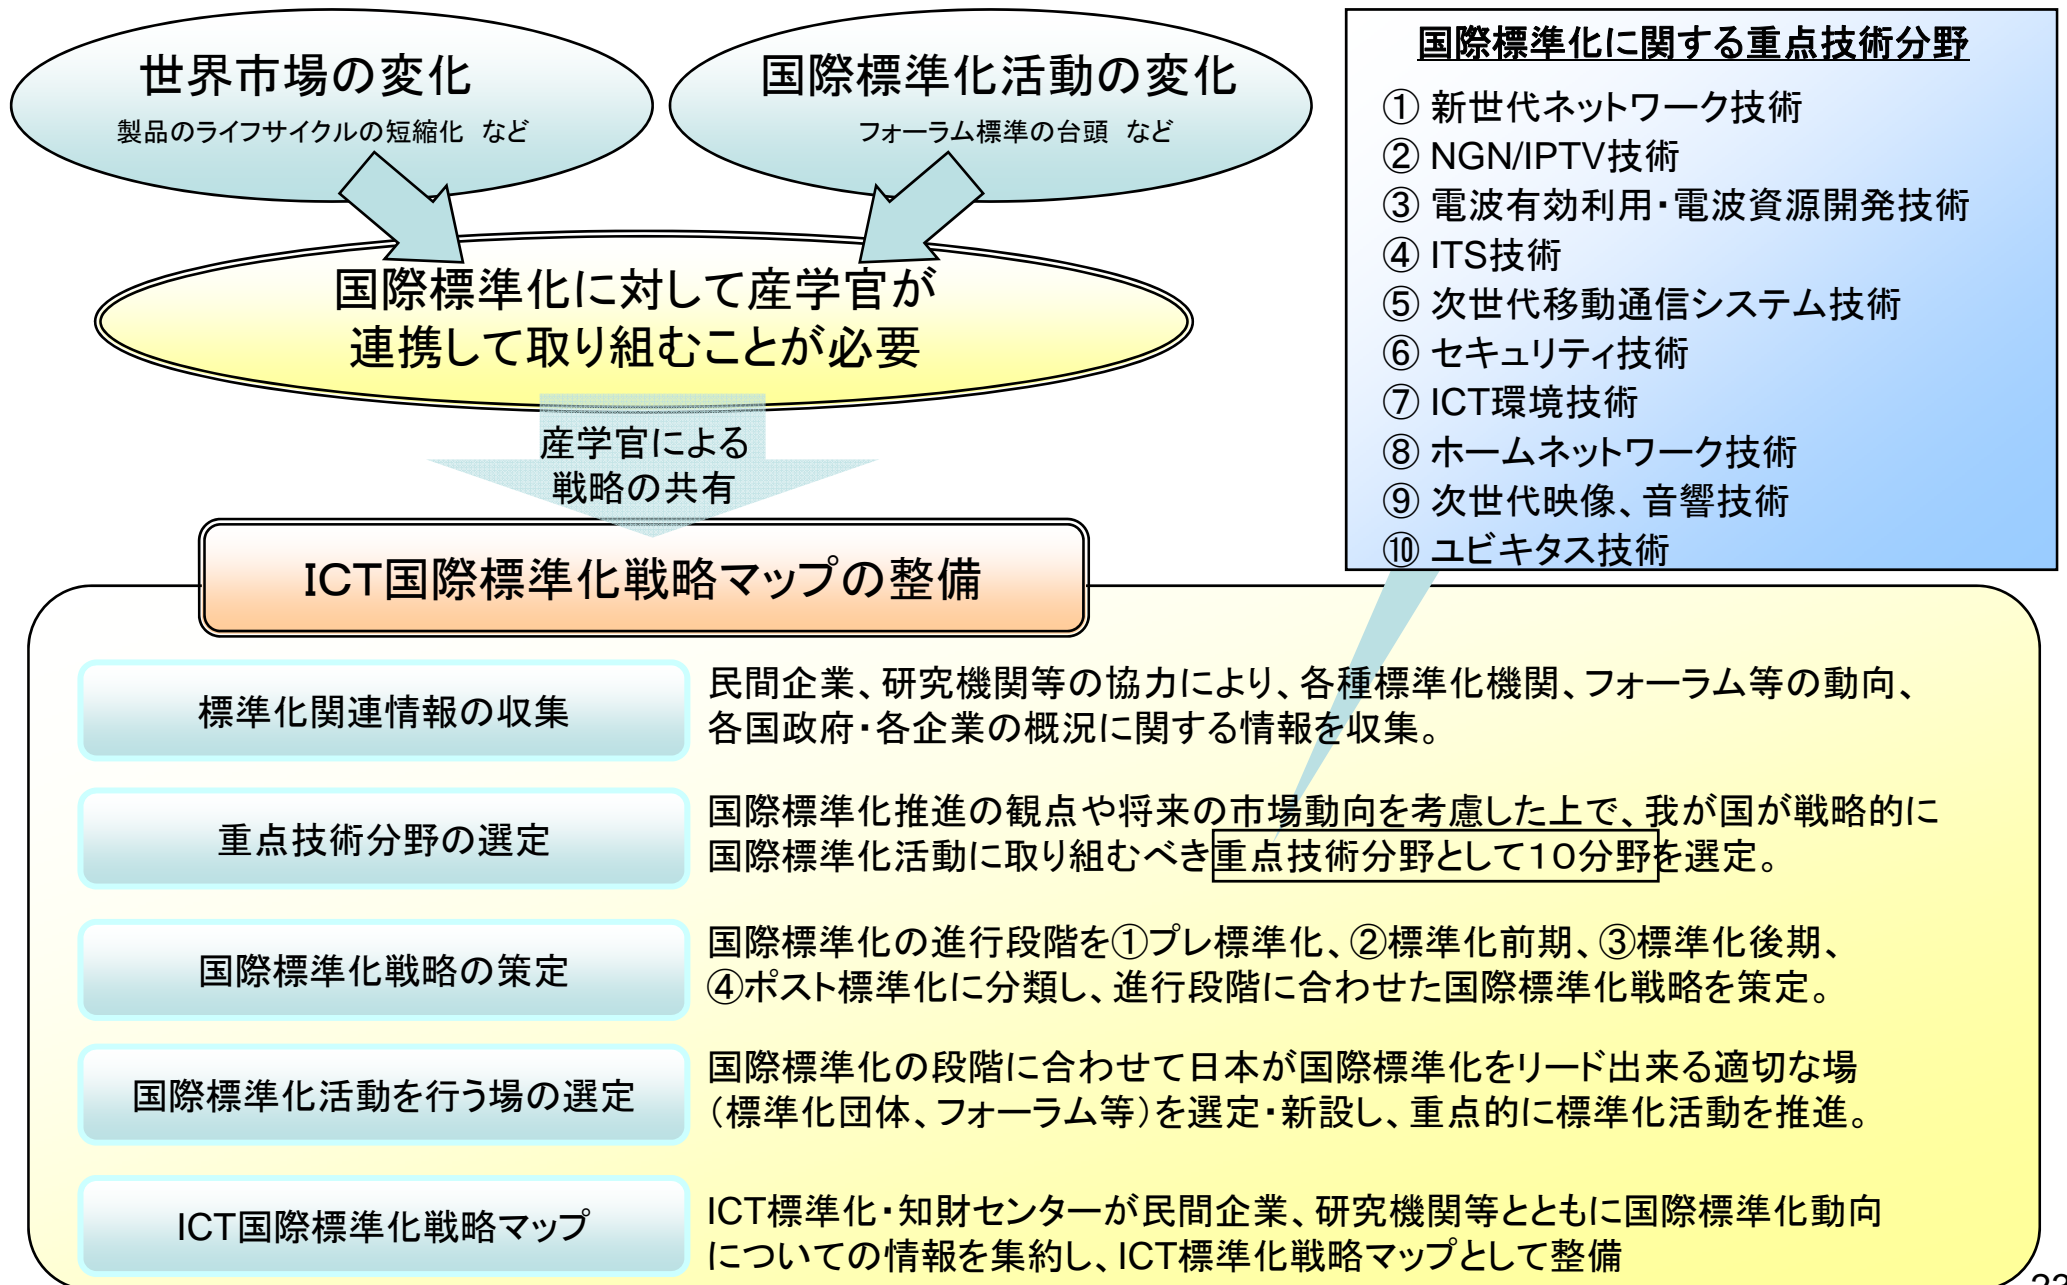 世界市場の変化
製品のライフサイクルの短縮化 など
国際標準化活動の変化
フォーラム標準の台頭 など
国際標準化に対して産学官が
連携して取り組むことが必要
産学官による
戦略の共有
国際標準化に関する重点技術分野
① 新世代ネットワーク技術
② NGN/IPTV技術
③ 電波有効利用・電波資源開発技術
④ ITS技術
⑤ 次世代移動通信システム技術
⑥ セキュリティ技術
⑦ ICT環境技術
⑧ ホームネットワーク技術
⑨ 次世代映像、音響技術
⑩ ユビキタス技術
ICT国際標準化戦略マップの整備
標準化関連情報の収集
民間企業、研究機関等の協力により、各種標準化機関、フォーラム等の動向、
各国政府・各企業の概況に関する情報を収集。
重点技術分野の選定
国際標準化推進の観点や将来の市場動向を考慮した上で、我が国が戦略的に
国際標準化活動に取り組むべき重点技術分野として１０分野を選定。
国際標準化戦略の策定
国際標準化の進行段階を①プレ標準化、②標準化前期、③標準化後期、
④ポスト標準化に分類し、進行段階に合わせた国際標準化戦略を策定。
国際標準化活動を行う場の選定
国際標準化の段階に合わせて日本が国際標準化をリード出来る適切な場
（標準化団体、フォーラム等）を選定・新設し、重点的に標準化活動を推進。
ICT国際標準化戦略マップ
ICT標準化・知財センターが民間企業、研究機関等とともに国際標準化動向
についての情報を集約し、ICT標準化戦略マップとして整備